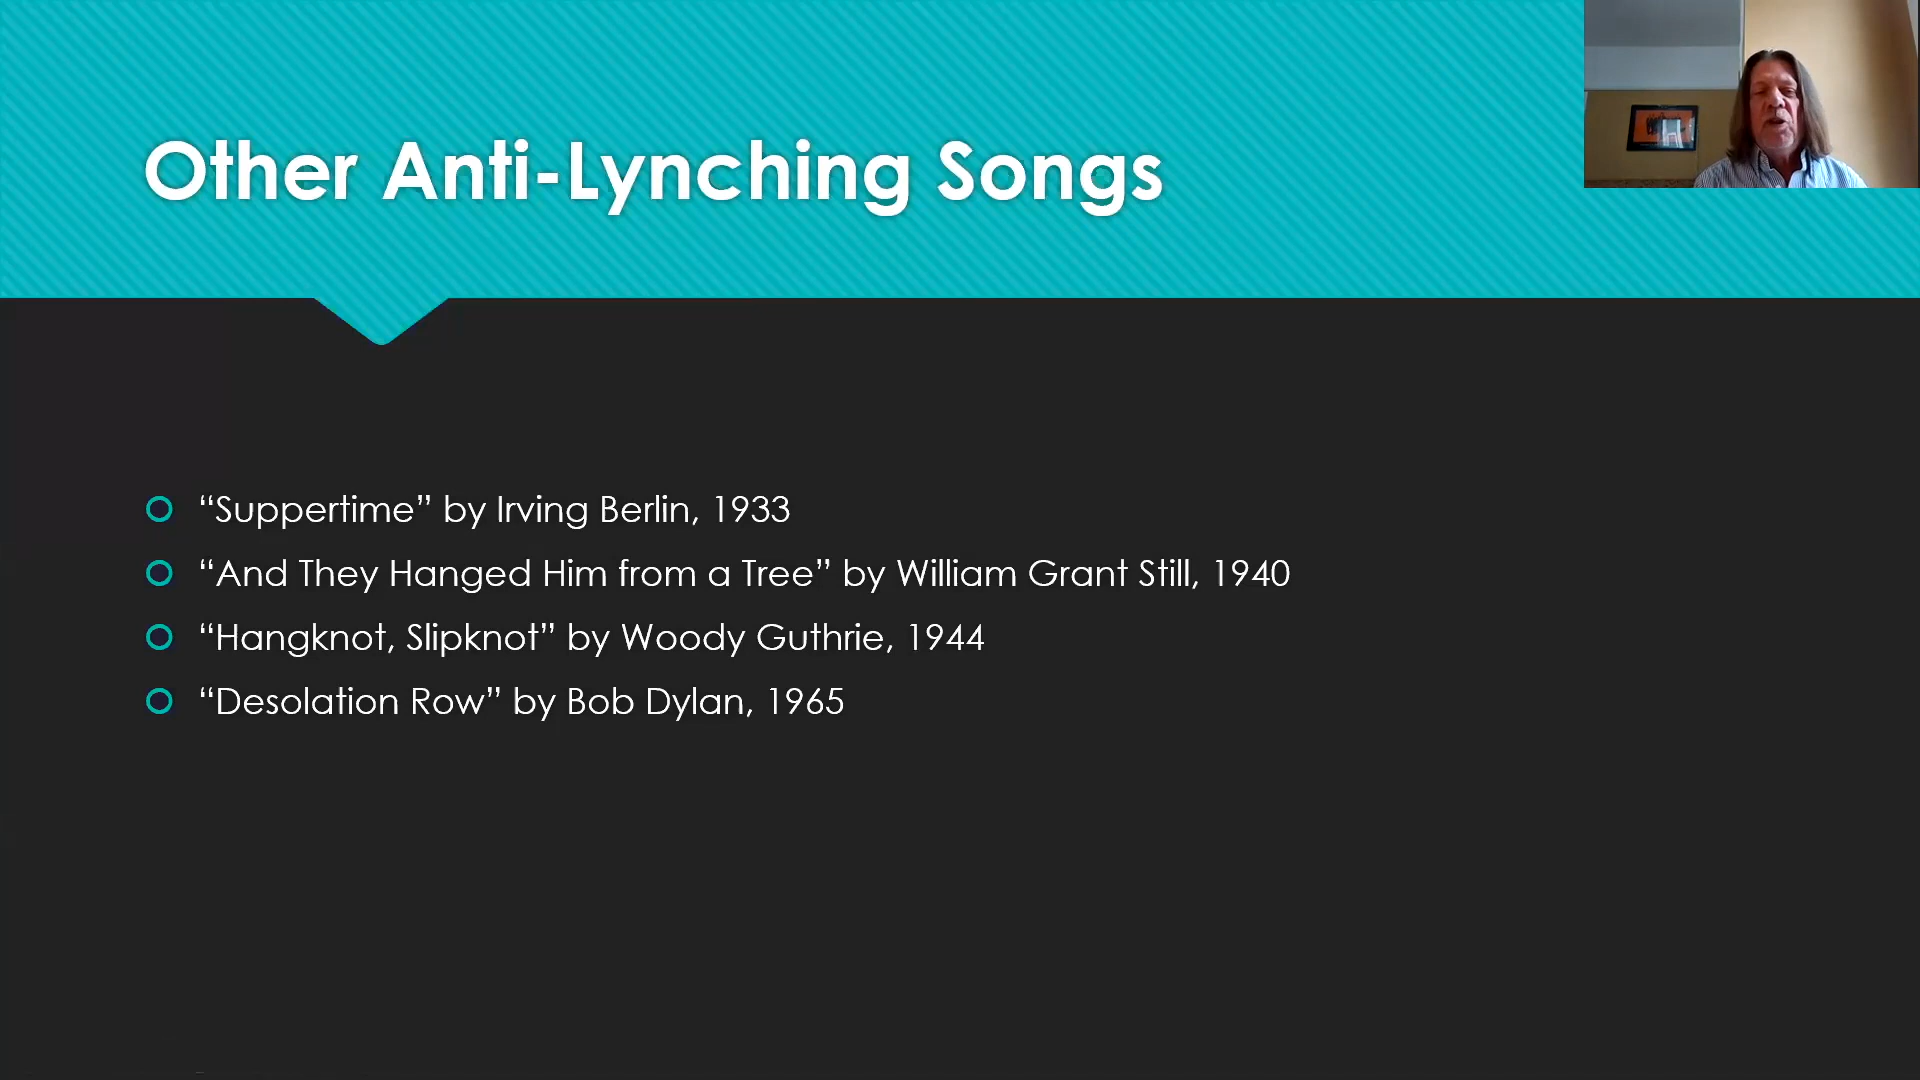 Other Anti-Lynching Songs
“Suppertime” by Irving Berlin, 1933
“And They Hanged Him from a Tree” by William Grant Still, 1940
“Hangknot, Slipknot” by Woody Guthrie, 1944
“Desolation Row” by Bob Dylan, 1965